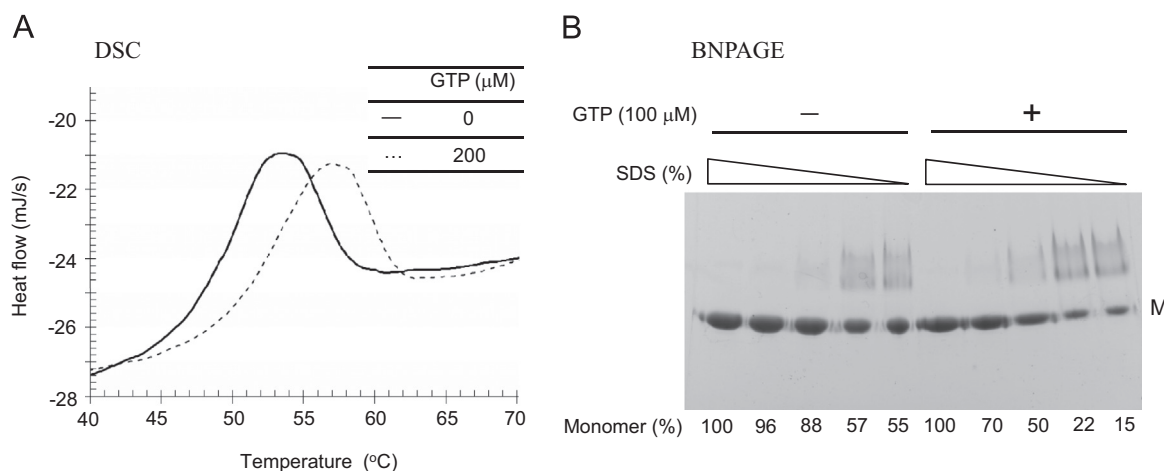 A
DSC
GTP (μM)
0
200
-20
-22
-24
-26
-28
40 45 50 55 60 65 70
Heat flow (mJ/s)
Temperature (oC)
B
BNPAGE
GTP (100 μM) − +
SDS (%)
M
Monomer (%) 100 96 88 57 55 100 70 50 22 15